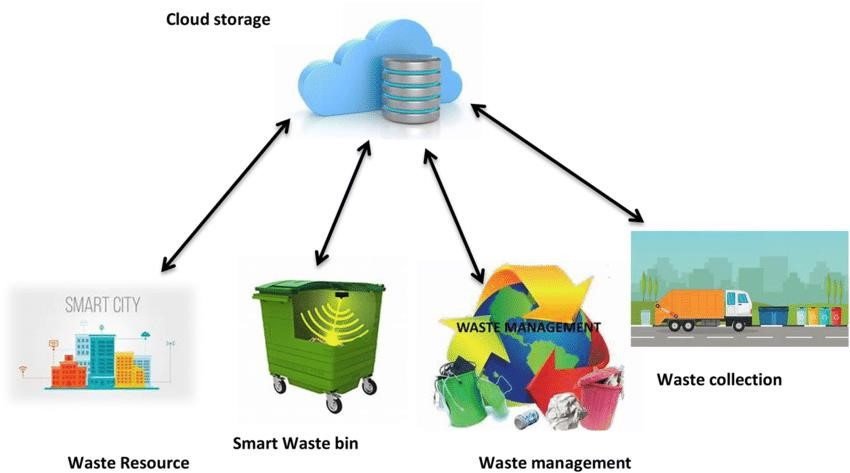 Cloud storage
SMART CITY
WASTE MANAGEMENT
Waste collection
Smart Waste bin
Waste Resource
Waste management